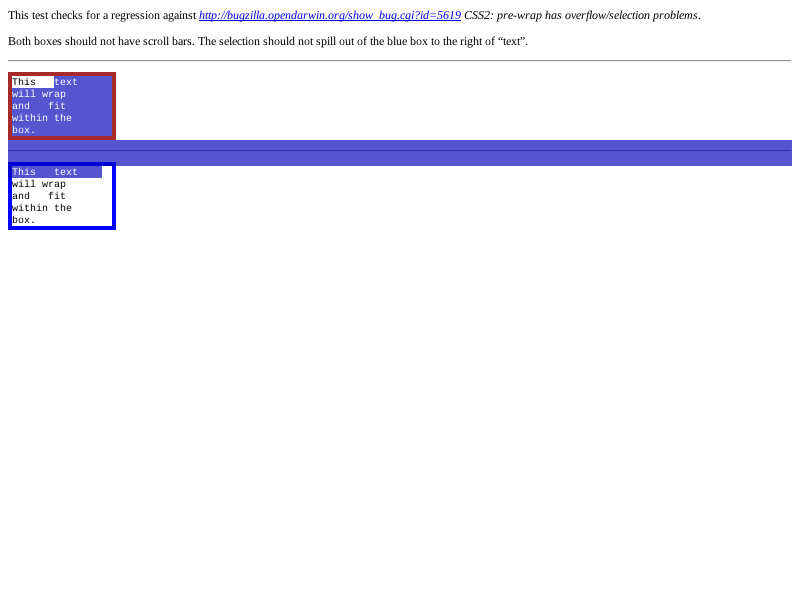 This test checks for a regression against http://bugzilla.opendarwin.org/show_bug.cgi?id=5619 CSS2: pre-wrap has overflow/selection problems.
Both boxes should not have scroll bars. The selection should not spill out of the blue box to the right of “text”.
This   text
will wrap
and   fit
within the
box.
This   text
will wrap
and   fit
within the
box.